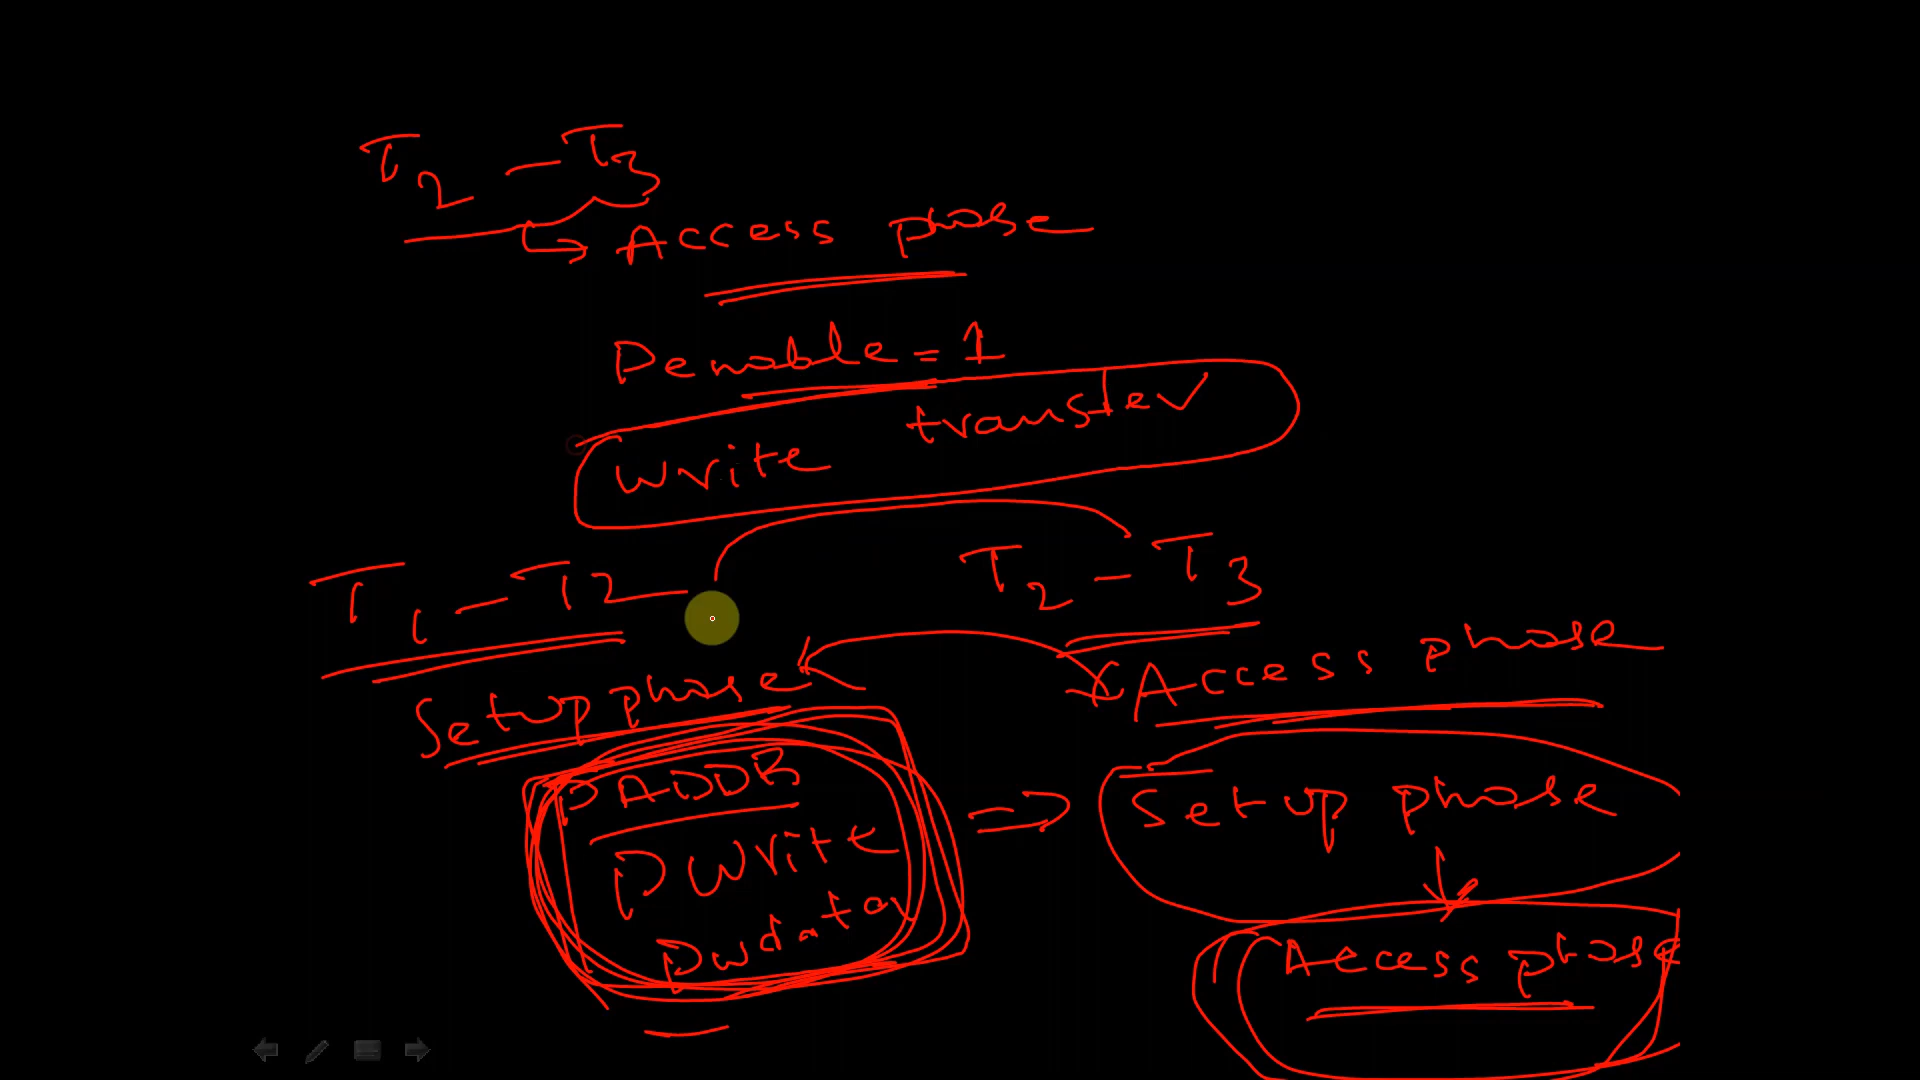 T2 - T3
Access phase
Penable = 1
Write transfer
T1 - T2
T2 - T3
Setup phase
Access phase
PADDR
Pwrite
Pwdata
Setup phase
Access phase